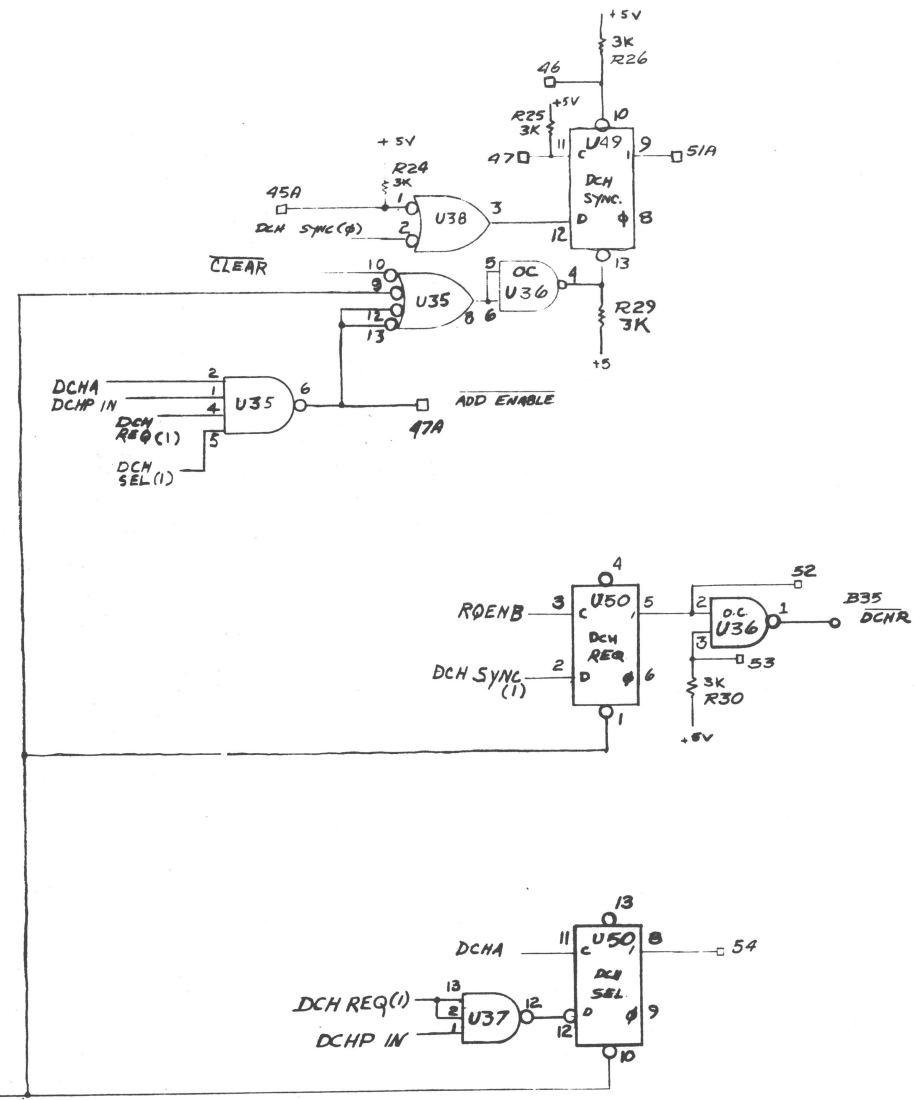 +5V
3K
R26
46
10
+5V
R25
3K
47
11
C
U49
1
9
51A
DCH
SYNC.
D
φ
8
12
13
+5V
R24
3K
45A
1
DCH SYNC(φ)
2
U38
3
CLEAR
10
9
12
13
U35
8
5
6
O.C.
U36
4
R29
3K
+5
DCHA
2
DCHP IN
1
DCH
REQ(1)
4
DCH
SEL(1)
5
U35
6
ADD ENABLE
47A
4
RQENB
3
C
U50
1
5
DCH
REQ
DCH SYNC
(1)
2
D
φ
6
1
52
2
O.C.
U36
1
3
53
3K
R30
+5V
B35
DCHR
13
DCHA
11
C
U50
1
8
54
DCH
SEL.
DCH REQ(1)
13
2
DCHP IN
1
U37
12
12
D
φ
9
10